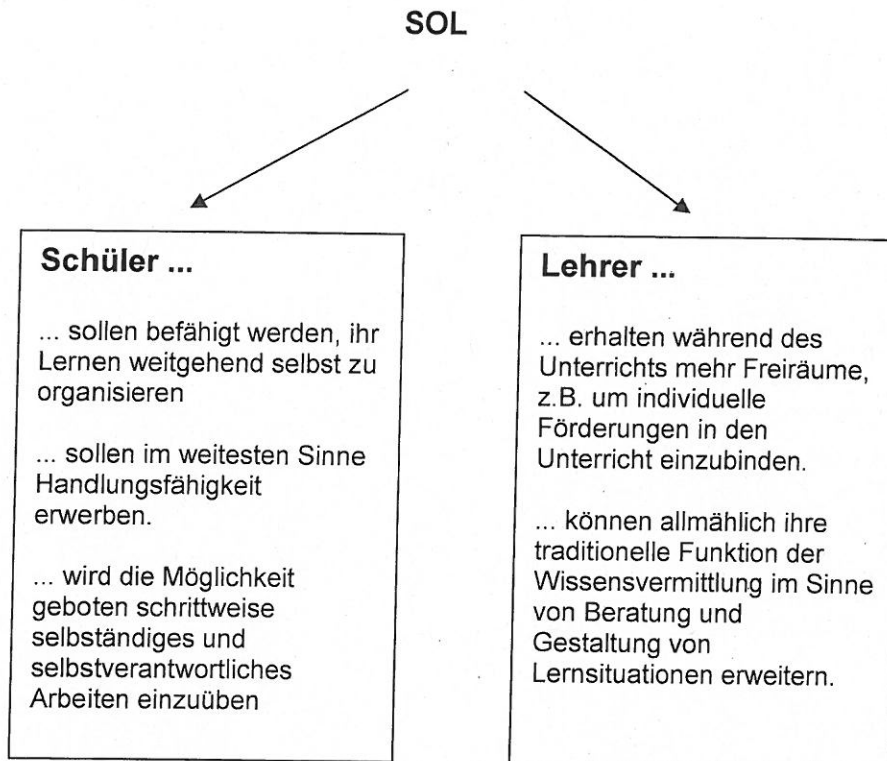 SOL
Schüler ...
... sollen befähigt werden, ihr
Lernen weitgehend selbst zu
organisieren
... sollen im weitesten Sinne
Handlungsfähigkeit
erwerben.
... wird die Möglichkeit
geboten schrittweise
selbständiges und
selbstverantwortliches
Arbeiten einzuüben
Lehrer ...
... erhalten während des
Unterrichts mehr Freiräume,
z.B. um individuelle
Förderungen in den
Unterricht einzubinden.
... können allmählich ihre
traditionelle Funktion der
Wissensvermittlung im Sinne
von Beratung und
Gestaltung von
Lernsituationen erweitern.